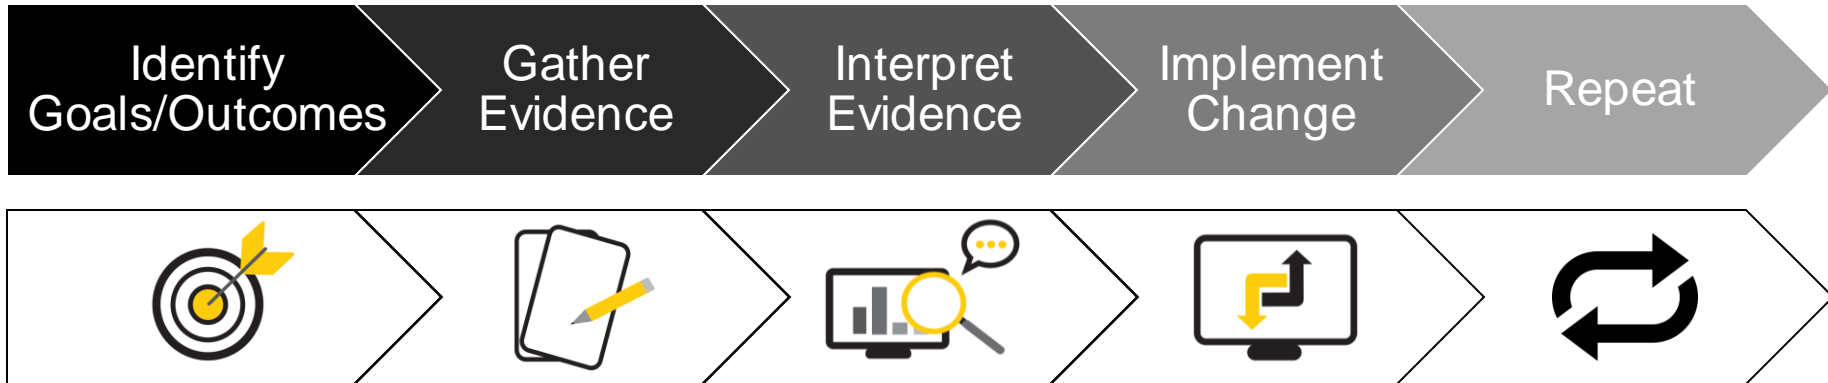 Identify
Goals/Outcomes
Gather
Evidence
Interpret
Evidence
Implement
Change
Repeat